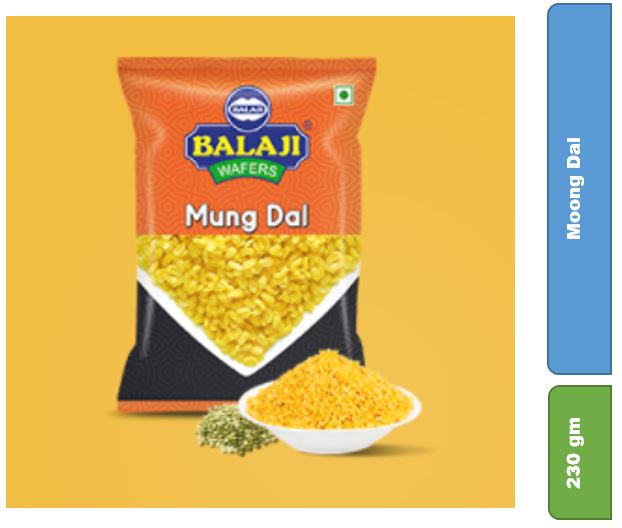 BALAJI
BALAJI
®
WAFERS
Mung Dal
Moong Dal
230 gm